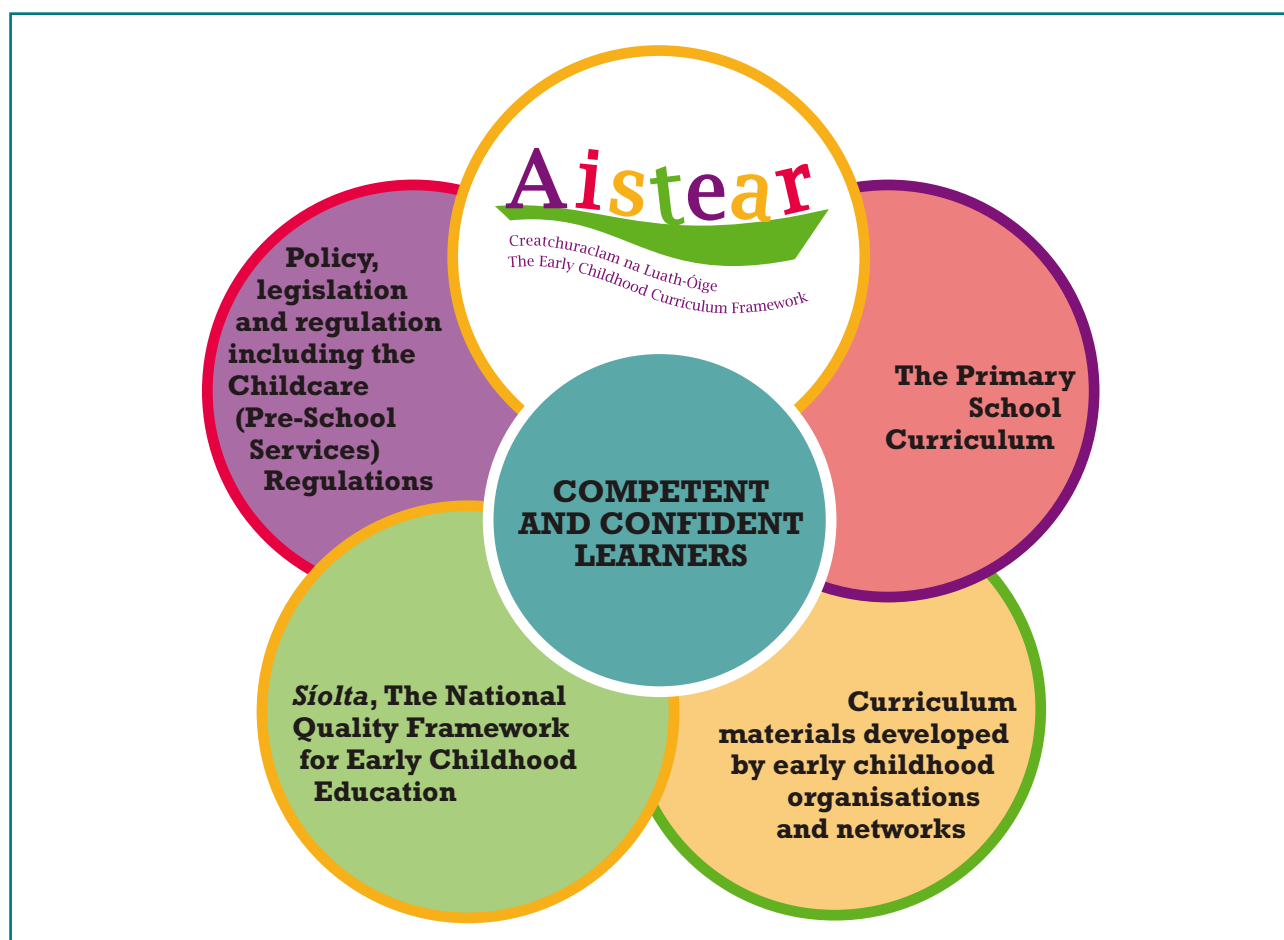 Aistear
Creatchuraclam na Luath-Óige
The Early Childhood Curriculum Framework
Policy,
legislation
and regulation
including the
Childcare
(Pre-School
Services)
Regulations
The Primary
School
Curriculum
COMPETENT
AND CONFIDENT
LEARNERS
Síolta, The National
Quality Framework
for Early Childhood
Education
Curriculum
materials developed
by early childhood
organisations
and networks